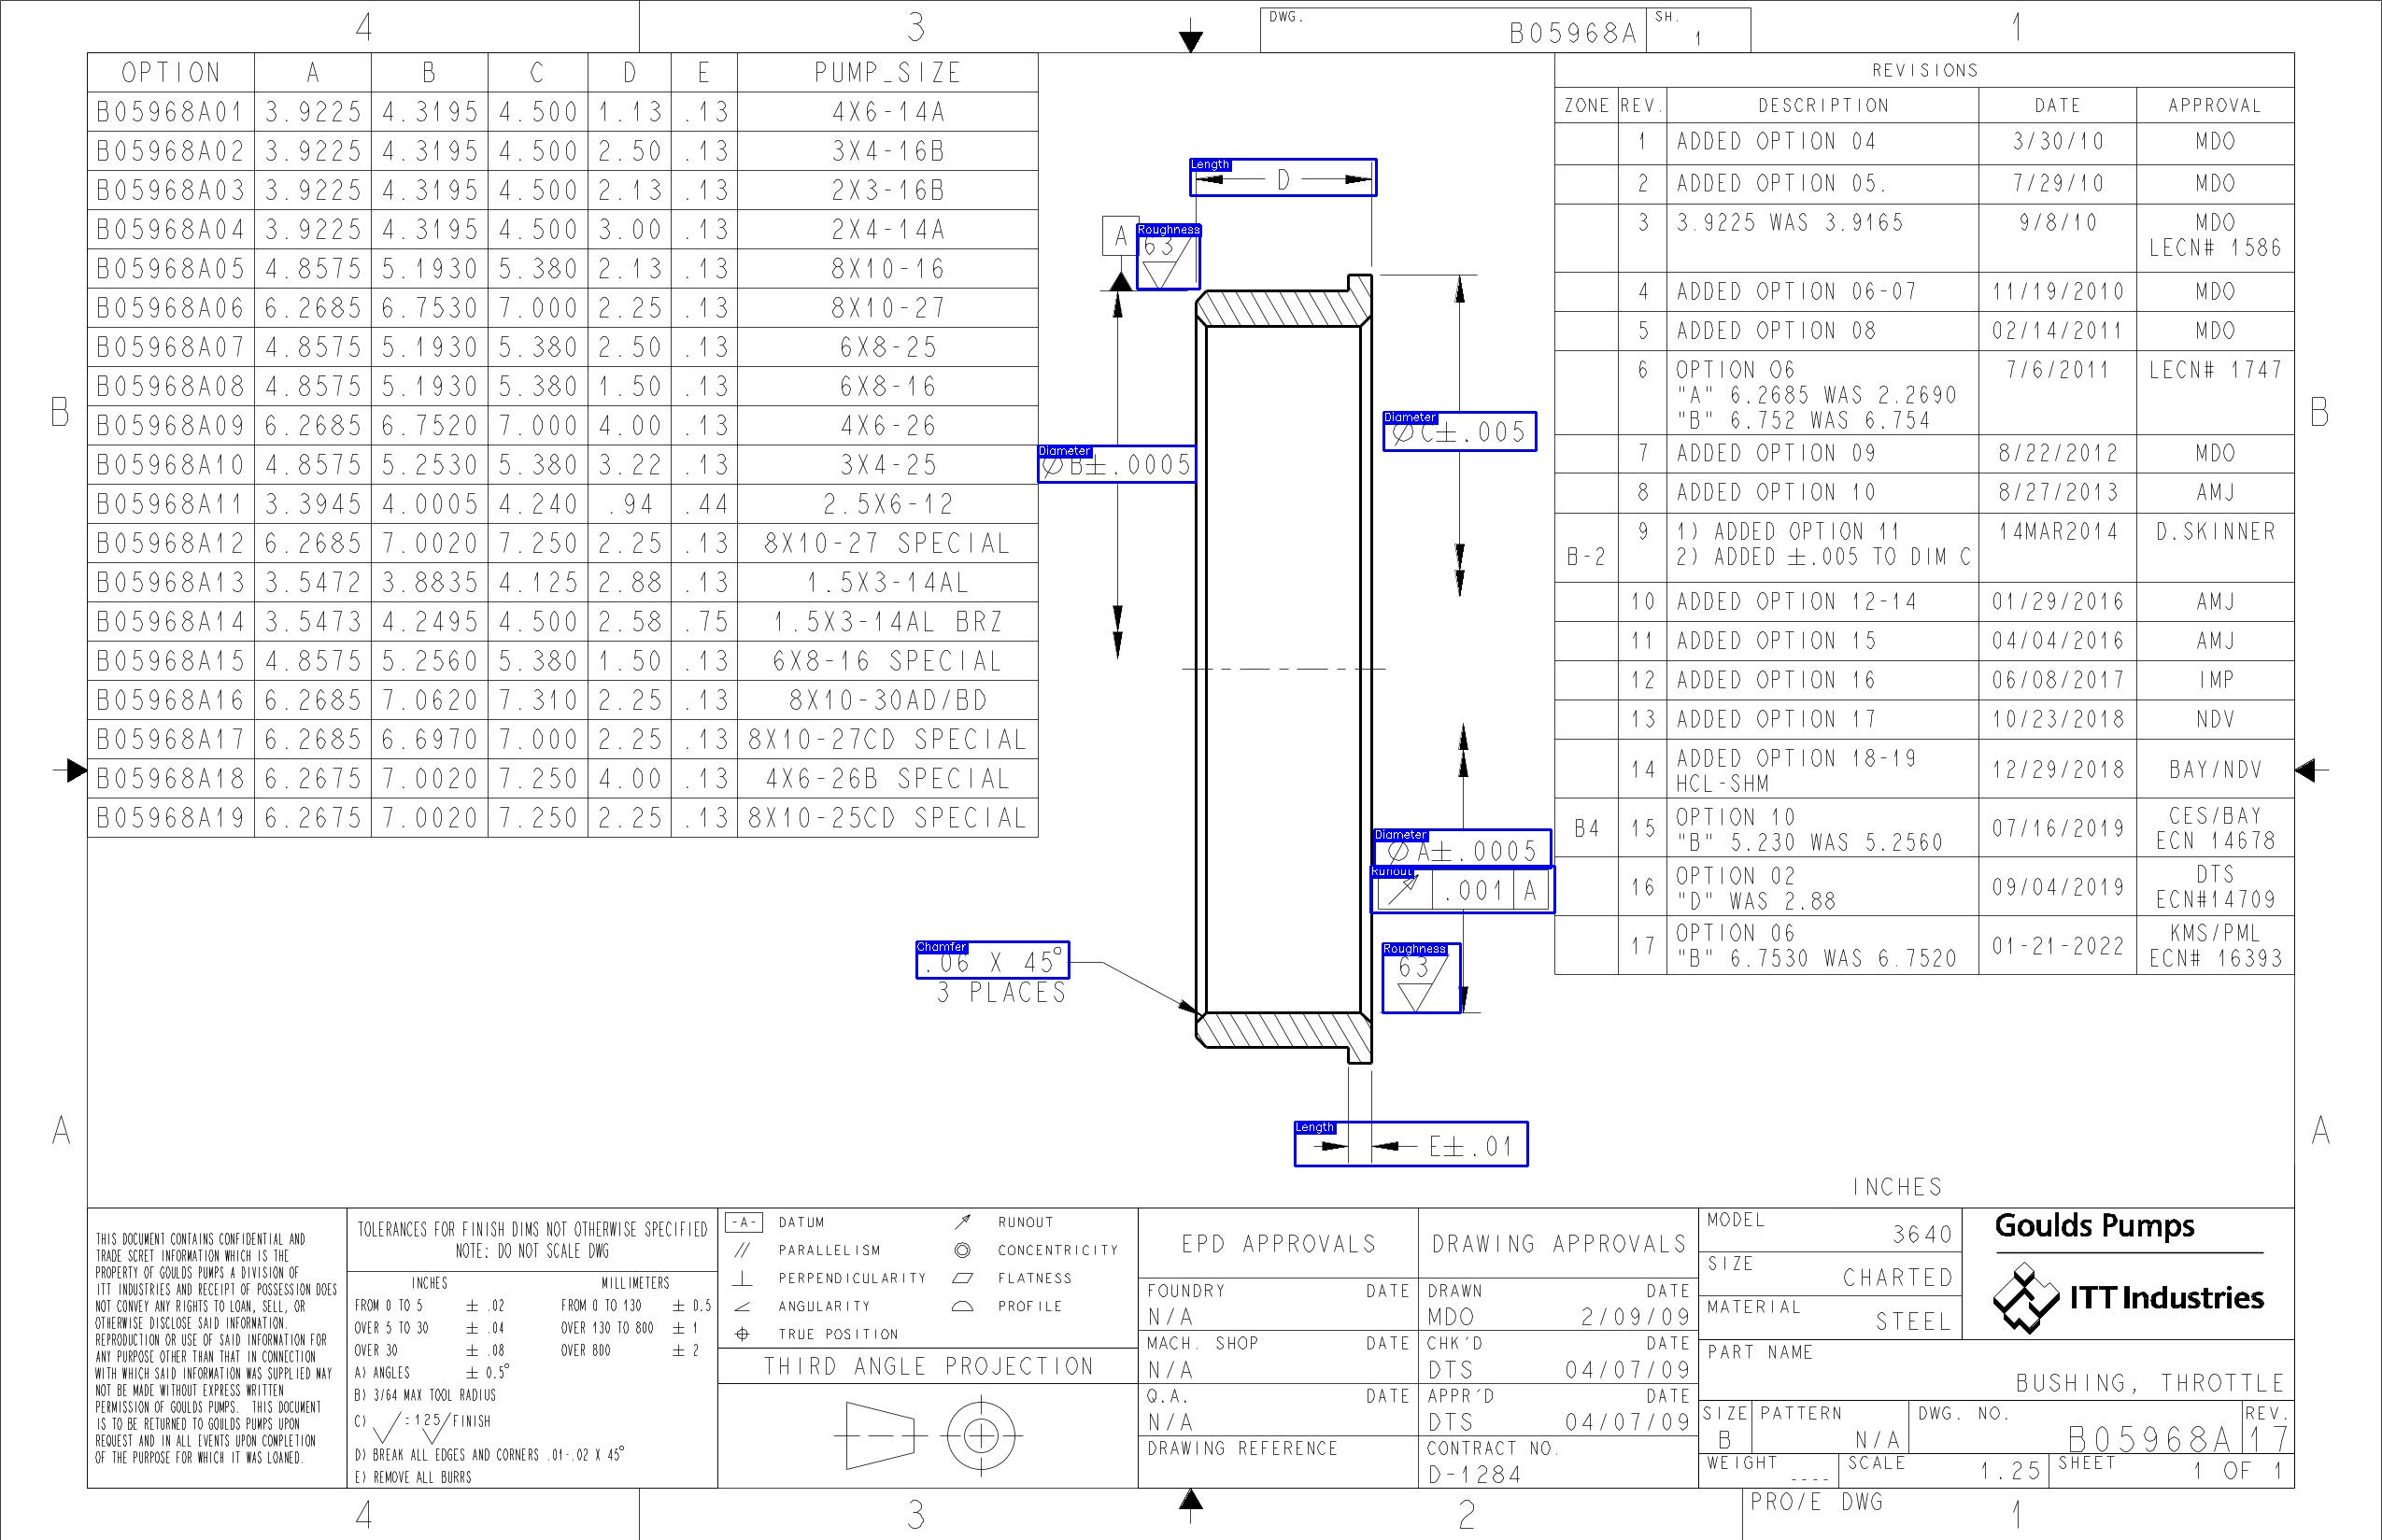 4 3 1
DWG. B05968A SH. 1
OPTION A B C D E PUMP_SIZE
B05968A01 3.9225 4.3195 4.500 1.13 .13 4X6-14A
B05968A02 3.9225 4.3195 4.500 2.50 .13 3X4-16B
B05968A03 3.9225 4.3195 4.500 2.13 .13 2X3-16B
B05968A04 3.9225 4.3195 4.500 3.00 .13 2X4-14A
B05968A05 4.8575 5.1930 5.380 2.13 .13 8X10-16
B05968A06 6.2685 6.7530 7.000 2.25 .13 8X10-27
B05968A07 4.8575 5.1930 5.380 2.50 .13 6X8-25
B05968A08 4.8575 5.1930 5.380 1.50 .13 6X8-16
B05968A09 6.2685 6.7520 7.000 4.00 .13 4X6-26
B05968A10 4.8575 5.2530 5.380 3.22 .13 3X4-25
B05968A11 3.3945 4.0005 4.240 .94 .44 2.5X6-12
B05968A12 6.2685 7.0020 7.250 2.25 .13 8X10-27 SPECIAL
B05968A13 3.5472 3.8835 4.125 2.88 .13 1.5X3-14AL
B05968A14 3.5473 4.2495 4.500 2.58 .75 1.5X3-14AL BRZ
B05968A15 4.8575 5.2560 5.380 1.50 .13 6X8-16 SPECIAL
B05968A16 6.2685 7.0620 7.310 2.25 .13 8X10-30AD/BD
B05968A17 6.2685 6.6970 7.000 2.25 .13 8X10-27CD SPECIAL
B05968A18 6.2675 7.0020 7.250 4.00 .13 4X6-26B SPECIAL
B05968A19 6.2675 7.0020 7.250 2.25 .13 8X10-25CD SPECIAL
Length
D
A
Roughness
63
Diameter
⌀C±.005
Diameter
⌀B±.0005
Diameter
⌀A±.0005
Runout
.001 A
Chamfer
.06 X 45°
3 PLACES
Roughness
63
Length
E±.01
REVISIONS
ZONE REV. DESCRIPTION DATE APPROVAL
1 ADDED OPTION 04 3/30/10 MDO
2 ADDED OPTION 05. 7/29/10 MDO
3 3.9225 WAS 3.9165 9/8/10 MDO
LECN# 1586
4 ADDED OPTION 06-07 11/19/2010 MDO
5 ADDED OPTION 08 02/14/2011 MDO
6 OPTION 06 7/6/2011 LECN# 1747
"A" 6.2685 WAS 2.2690
"B" 6.752 WAS 6.754
7 ADDED OPTION 09 8/22/2012 MDO
8 ADDED OPTION 10 8/27/2013 AMJ
9 1) ADDED OPTION 11 14MAR2014 D.SKINNER
B-2 2) ADDED ±.005 TO DIM C
10 ADDED OPTION 12-14 01/29/2016 AMJ
11 ADDED OPTION 15 04/04/2016 AMJ
12 ADDED OPTION 16 06/08/2017 IMP
13 ADDED OPTION 17 10/23/2018 NDV
14 ADDED OPTION 18-19 12/29/2018 BAY/NDV
HCL-SHM
B4 15 OPTION 10 07/16/2019 CES/BAY
"B" 5.230 WAS 5.2560 ECN 14678
16 OPTION 02 09/04/2019 DTS
"D" WAS 2.88 ECN#14709
17 OPTION 06 01-21-2022 KMS/PML
"B" 6.7530 WAS 6.7520 ECN# 16393
B B
A A
INCHES
THIS DOCUMENT CONTAINS CONFIDENTIAL AND
TRADE SCRET INFORMATION WHICH IS THE
PROPERTY OF GOULDS PUMPS A DIVISION OF
ITT INDUSTRIES AND RECEIPT OF POSSESSION DOES
NOT CONVEY ANY RIGHTS TO LOAN, SELL, OR
OTHERWISE DISCLOSE SAID INFORMATION.
REPRODUCTION OR USE OF SAID INFORMATION FOR
ANY PURPOSE OTHER THAN THAT IN CONNECTION
WITH WHICH SAID INFORMATION WAS SUPPLIED MAY
NOT BE MADE WITHOUT EXPRESS WRITTEN
PERMISSION OF GOULDS PUMPS. THIS DOCUMENT
IS TO BE RETURNED TO GOULDS PUMPS UPON
REQUEST AND IN ALL EVENTS UPON COMPLETION
OF THE PURPOSE FOR WHICH IT WAS LOANED.
TOLERANCES FOR FINISH DIMS NOT OTHERWISE SPECIFIED
NOTE: DO NOT SCALE DWG
INCHES MILLIMETERS
FROM 0 TO 5 ± .02 FROM 0 TO 130 ± 0.5
OVER 5 TO 30 ± .04 OVER 130 TO 800 ± 1
OVER 30 ± .08 OVER 800 ± 2
A) ANGLES ± 0.5°
B) 3/64 MAX TOOL RADIUS
C) √ = 125/FINISH
D) BREAK ALL EDGES AND CORNERS .01-.02 X 45°
E) REMOVE ALL BURRS
-A- DATUM RUNOUT
PARALLELISM CONCENTRICITY
PERPENDICULARITY FLATNESS
ANGULARITY PROFILE
TRUE POSITION
THIRD ANGLE PROJECTION
EPD APPROVALS
FOUNDRY DATE
N/A
MACH. SHOP DATE
N/A
Q.A. DATE
N/A
DRAWING REFERENCE
DRAWING APPROVALS
DRAWN DATE
MDO 2/09/09
CHK'D DATE
DTS 04/07/09
APPR'D DATE
DTS 04/07/09
CONTRACT NO.
D-1284
MODEL 3640
SIZE CHARTED
MATERIAL STEEL
Goulds Pumps
ITT Industries
PART NAME
BUSHING, THROTTLE
SIZE B PATTERN N/A DWG. NO. B05968A REV. 17
WEIGHT ---- SCALE 1.25 SHEET 1 OF 1
PRO/E DWG
4 3 2 1